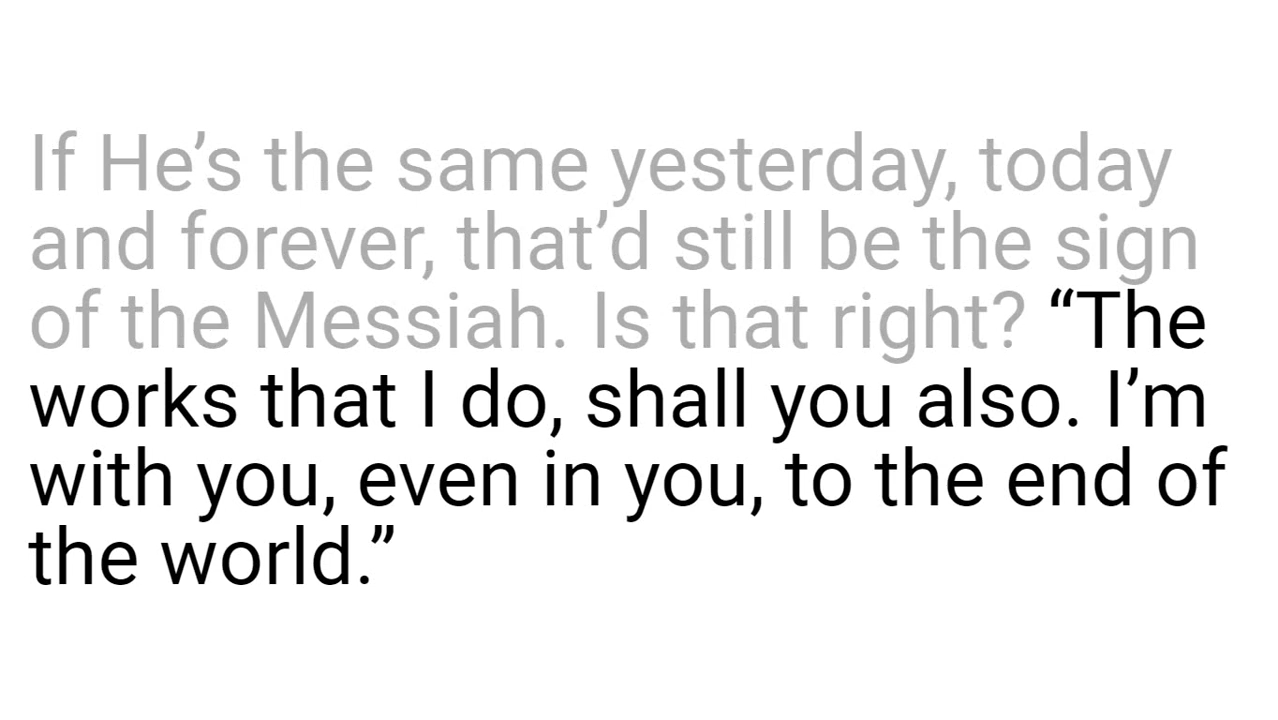 If He’s the same yesterday, today
and forever, that’d still be the sign
of the Messiah. Is that right? “The
works that I do, shall you also. I’m
with you, even in you, to the end of
the world.”